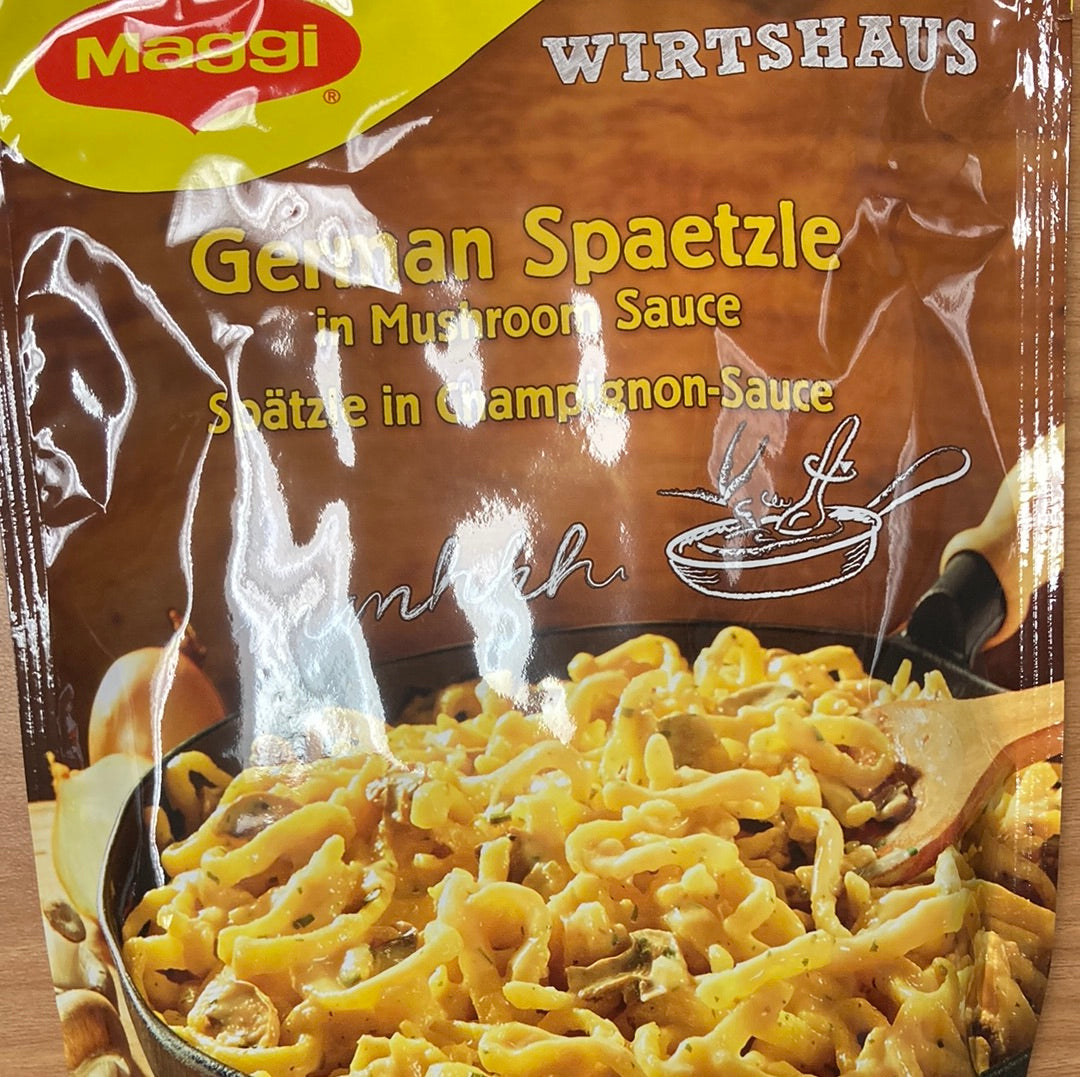 Maggi
®
WIRTSHAUS
German Spaetzle
in Mushroom Sauce
Spätzle in Champignon-Sauce